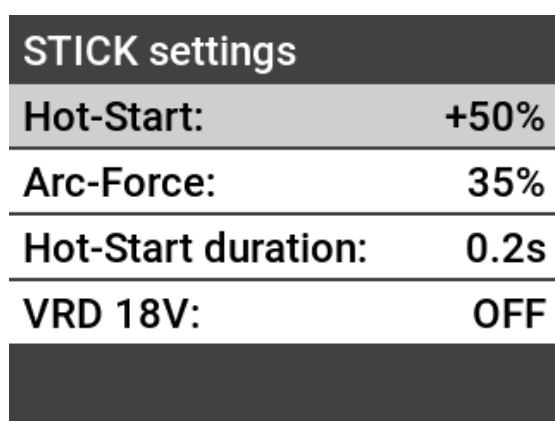 STICK settings
Hot-Start: +50%
Arc-Force: 35%
Hot-Start duration: 0.2s
VRD 18V: OFF